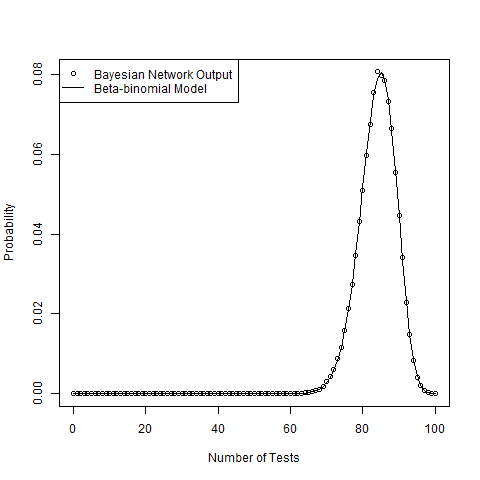 Bayesian Network Output
Beta-binomial Model
Probability
0.08
0.06
0.04
0.02
0.00
0 20 40 60 80 100
Number of Tests